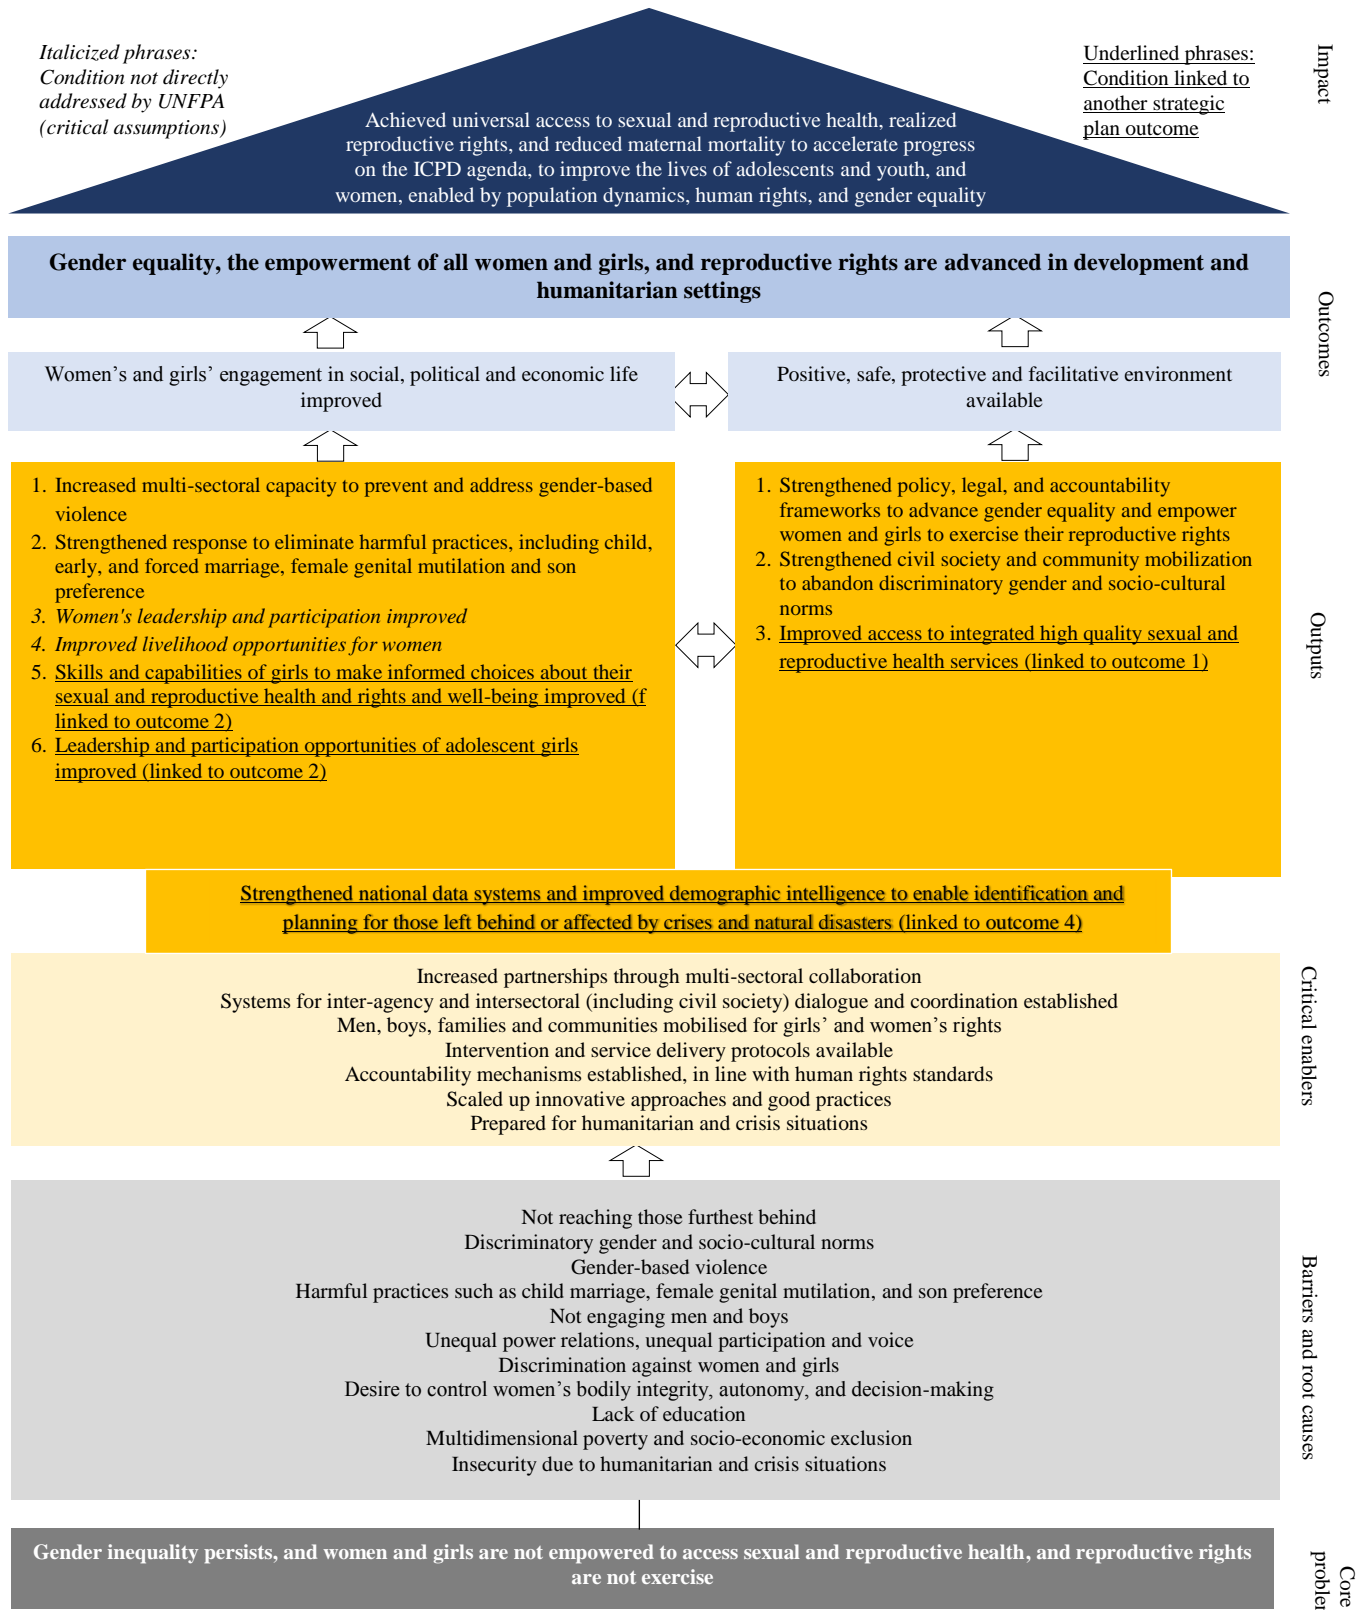 Italicized phrases:
Condition not directly
addressed by UNFPA
(critical assumptions)
Underlined phrases:
Condition linked to
another strategic
plan outcome
Impact
Achieved universal access to sexual and reproductive health, realized
reproductive rights, and reduced maternal mortality to accelerate progress
on the ICPD agenda, to improve the lives of adolescents and youth, and
women, enabled by population dynamics, human rights, and gender equality
Gender equality, the empowerment of all women and girls, and reproductive rights are advanced in development and
humanitarian settings
Outcomes
Women's and girls' engagement in social, political and economic life
improved
Positive, safe, protective and facilitative environment
available
1. Increased multi-sectoral capacity to prevent and address gender-based
violence
2. Strengthened response to eliminate harmful practices, including child,
early, and forced marriage, female genital mutilation and son
preference
3. Women's leadership and participation improved
4. Improved livelihood opportunities for women
5. Skills and capabilities of girls to make informed choices about their
sexual and reproductive health and rights and well-being improved (f
linked to outcome 2)
6. Leadership and participation opportunities of adolescent girls
improved (linked to outcome 2)
1. Strengthened policy, legal, and accountability
frameworks to advance gender equality and empower
women and girls to exercise their reproductive rights
2. Strengthened civil society and community mobilization
to abandon discriminatory gender and socio-cultural
norms
3. Improved access to integrated high quality sexual and
reproductive health services (linked to outcome 1)
Outputs
Strengthened national data systems and improved demographic intelligence to enable identification and
planning for those left behind or affected by crises and natural disasters (linked to outcome 4)
Increased partnerships through multi-sectoral collaboration
Systems for inter-agency and intersectoral (including civil society) dialogue and coordination established
Men, boys, families and communities mobilised for girls' and women's rights
Intervention and service delivery protocols available
Accountability mechanisms established, in line with human rights standards
Scaled up innovative approaches and good practices
Prepared for humanitarian and crisis situations
Critical enablers
Not reaching those furthest behind
Discriminatory gender and socio-cultural norms
Gender-based violence
Harmful practices such as child marriage, female genital mutilation, and son preference
Not engaging men and boys
Unequal power relations, unequal participation and voice
Discrimination against women and girls
Desire to control women's bodily integrity, autonomy, and decision-making
Lack of education
Multidimensional poverty and socio-economic exclusion
Insecurity due to humanitarian and crisis situations
Barriers and root causes
Gender inequality persists, and women and girls are not empowered to access sexual and reproductive health, and reproductive rights
are not exercise
Core